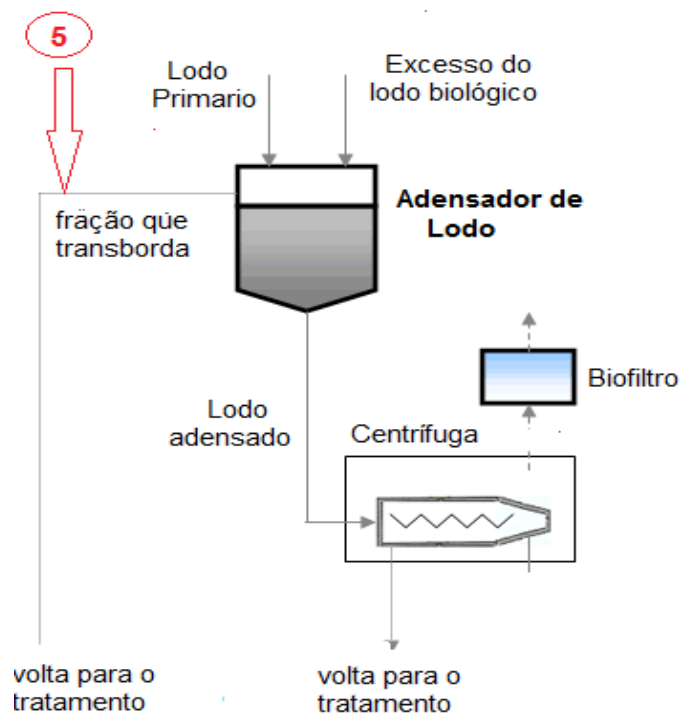 5
Lodo
Primario
Excesso do
lodo biológico
Adensador de
Lodo
fração que
transborda
Biofiltro
Lodo
adensado
Centrífuga
volta para o
tratamento
volta para o
tratamento